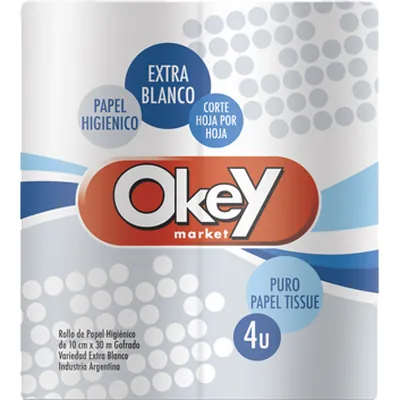 EXTRA
BLANCO
PAPEL
HIGIENICO
CORTE
HOJA POR
HOJA
Okey
market
PURO
PAPEL TISSUE
4U
Rollo de Papel Higiénico
de 10 cm x 30 m Gofrado
Variedad Extra Blanco
Industria Argentina